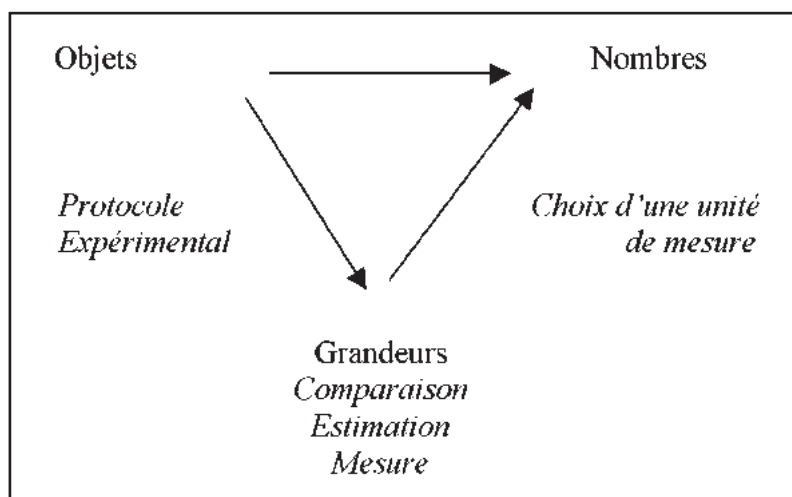 Objets
Nombres
Protocole
Expérimental
Choix d'une unité
de mesure
Grandeurs
Comparaison
Estimation
Mesure